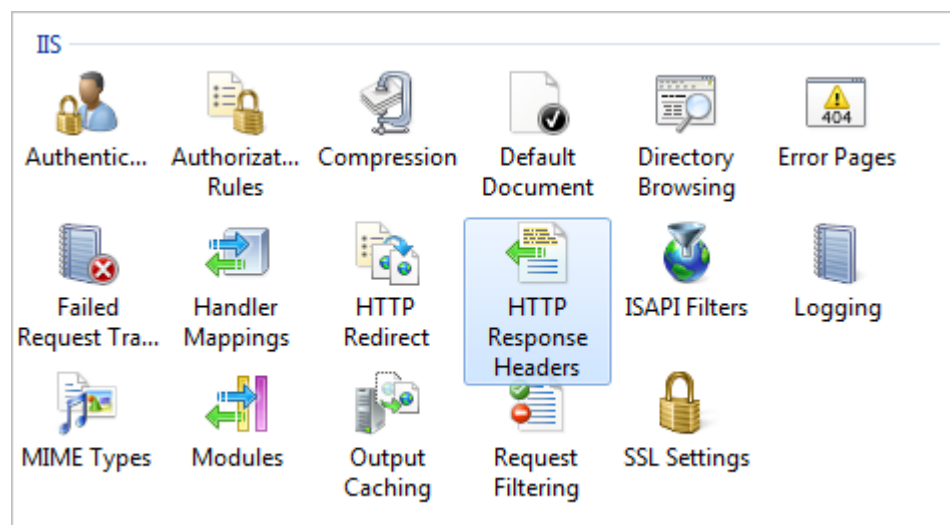 IIS
Authentic...
Authorizat...
Rules
Compression
Default
Document
Directory
Browsing
404
Error Pages
Failed
Request Tra...
Handler
Mappings
HTTP
Redirect
HTTP
Response
Headers
ISAPI Filters
Logging
MIME Types
Modules
Output
Caching
Request
Filtering
SSL Settings